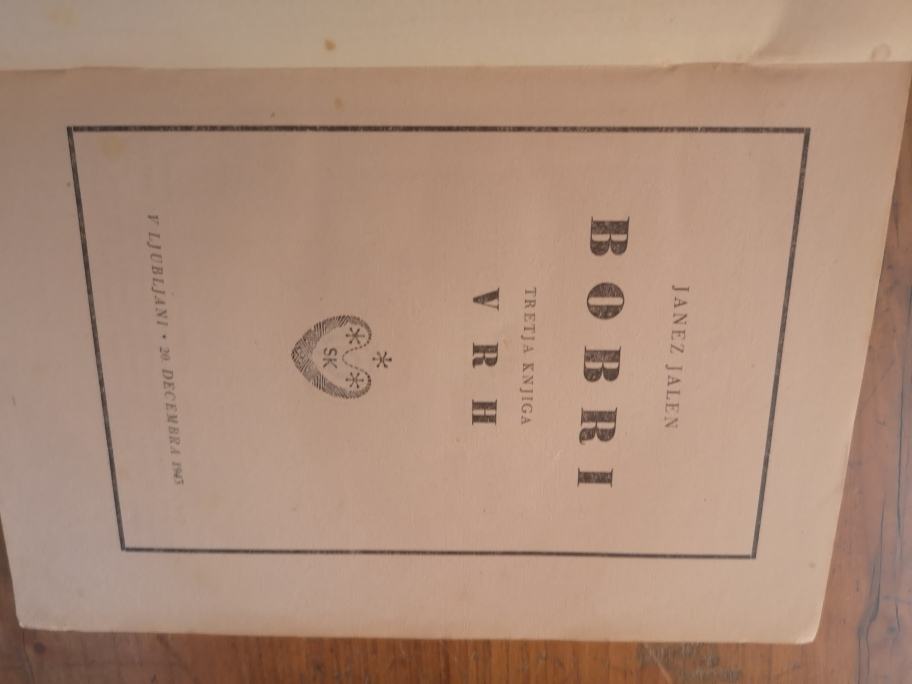 JANEZ JALEN
BOBRI
TRETJA KNJIGA
VRH
SK
V LJUBLJANI • 20. DECEMBRA 1943